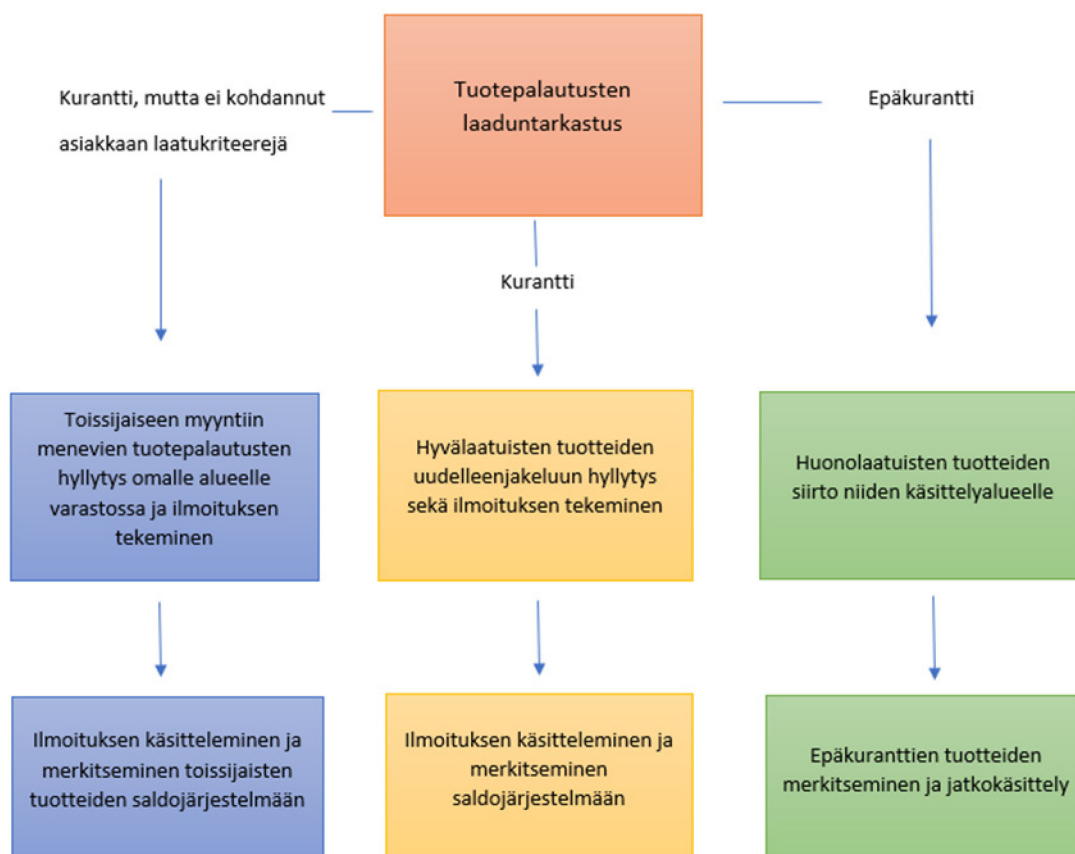 Tuotepalautusten
laaduntarkastus
Kurantti, mutta ei kohdannut
asiakkaan laatukriteerejä
Kurantti
Epäkurantti
Toissijaiseen myyntiin
menevien tuotepalautusten
hyllytys omalle alueelle
varastossa ja ilmoituksen
tekeminen
Hyvälaatuisten tuotteiden
uudelleenjakeluun hyllytys
sekä ilmoituksen tekeminen
Huonolaatuisten tuotteiden
siirto niiden käsittelyalueelle
Ilmoituksen käsitteleminen ja
merkitseminen toissijaisten
tuotteiden saldojärjestelmään
Ilmoituksen käsitteleminen ja
merkitseminen
saldojärjestelmään
Epäkuranttien tuotteiden
merkitseminen ja jatkokäsittely